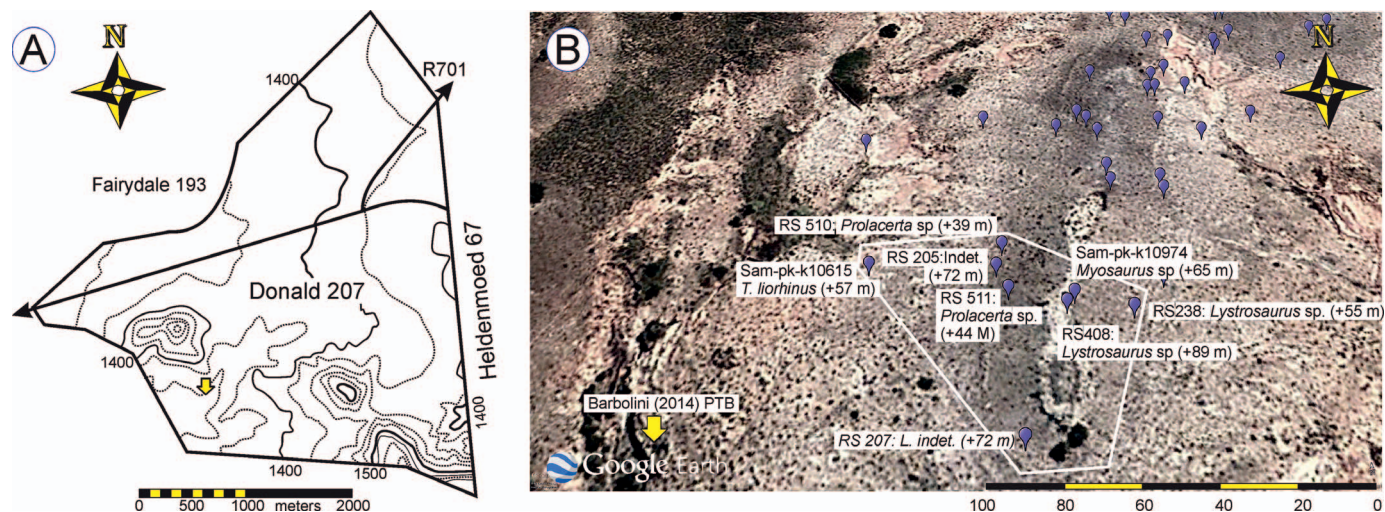 A
N
R701
1400
Fairydale 193
Heldenmoed 67
Donald 207
1400
1400
1400
1500
0 500 1000 meters 2000
B
N
RS 510; Prolacerta sp (+39 m)
RS 205:Indet.
(+72 m)
Sam-pk-k10974
Myosaurus sp (+65 m)
Sam-pk-k10615
T. liorhinus (+57 m)
RS 511;
Prolacerta sp.
(+44 M)
RS238: Lystrosaurus sp. (+55 m)
RS408:
Lystrosaurus sp (+89 m)
Barbolini (2014) PTB
RS 207: L. indet. (+72 m)
Google Earth
100 80 60 40 20 0